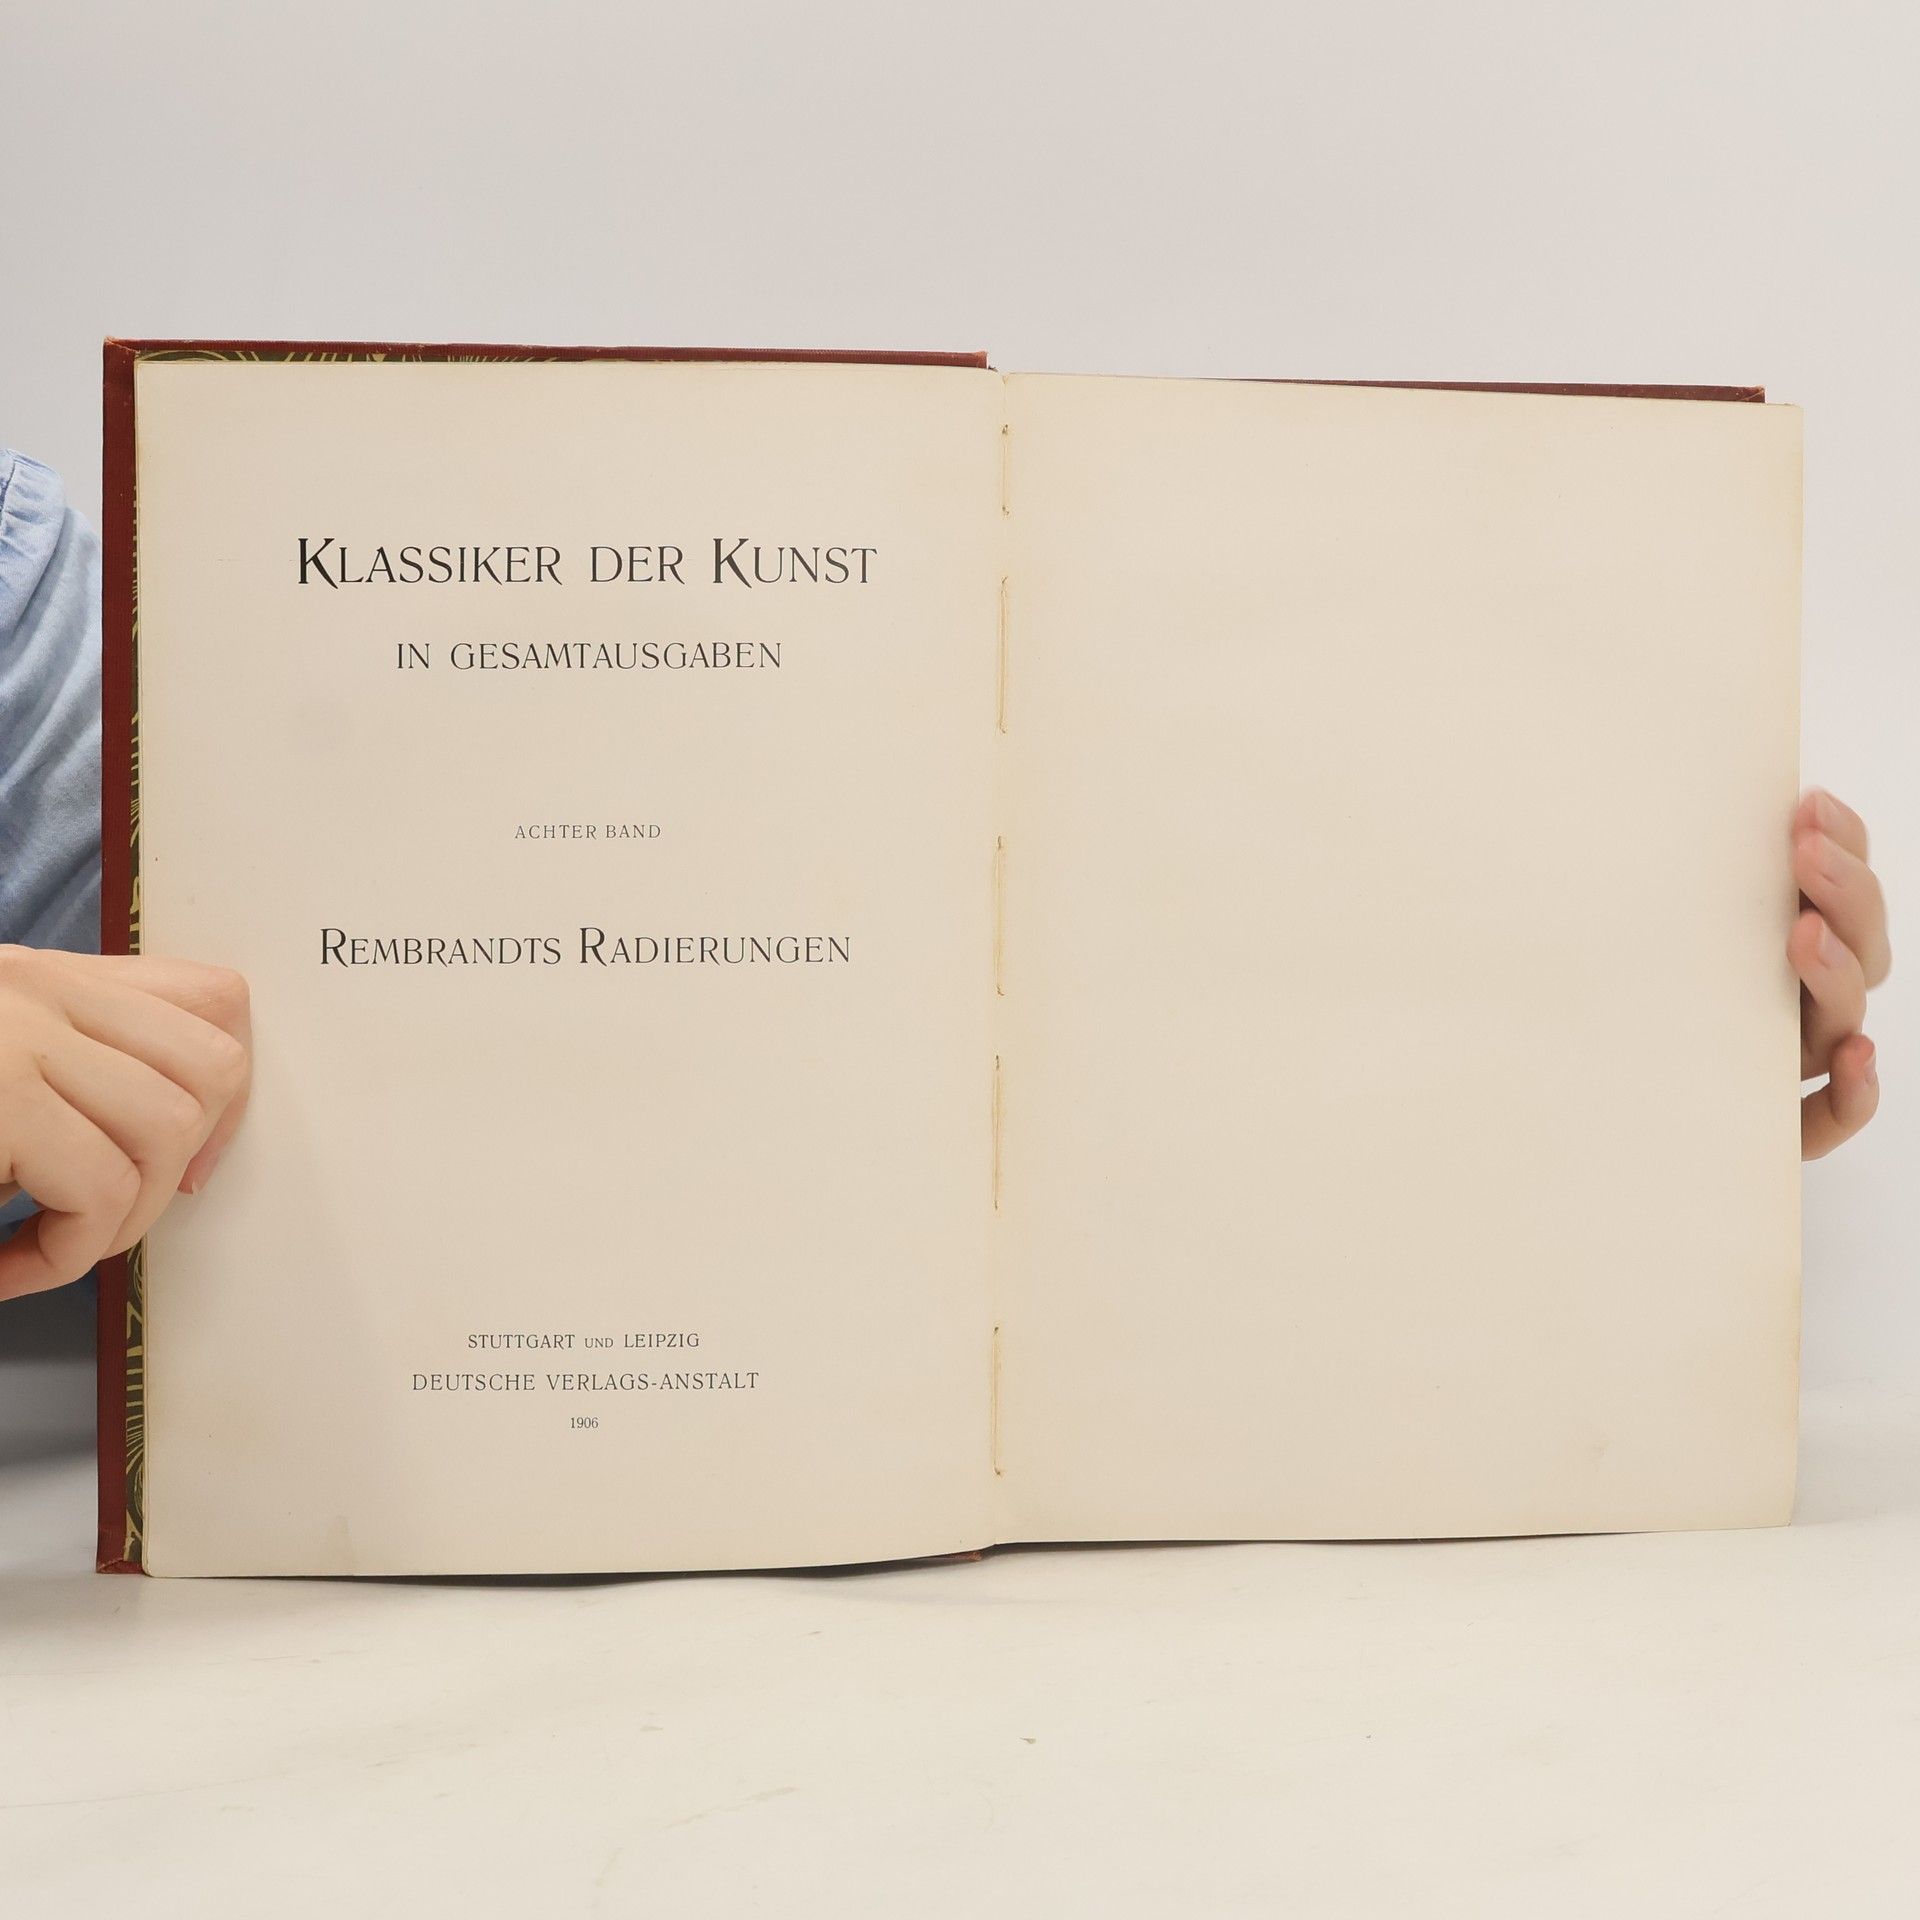 KLASSIKER DER KUNST
IN GESAMTAUSGABEN
ACHTER BAND
REMBRANDTS RADIERUNGEN
STUTTGART UND LEIPZIG
DEUTSCHE VERLAGS-ANSTALT
1906